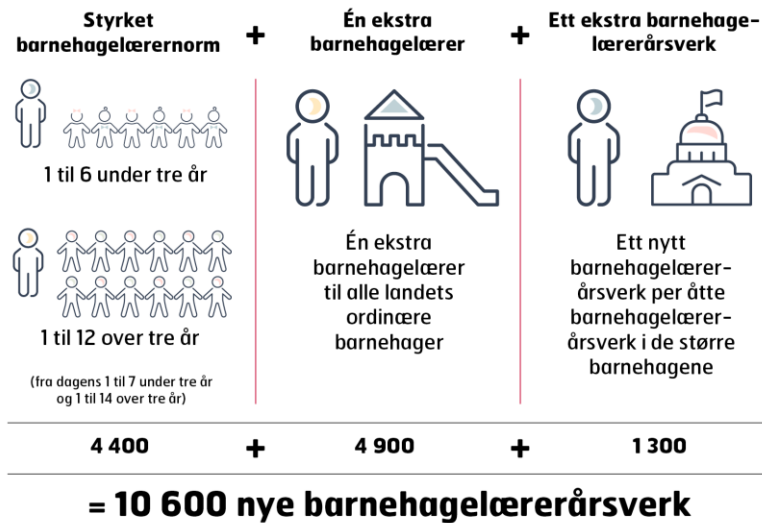 Styrket
barnehagelærernorm
+
Én ekstra
barnehagelærer
+
Ett ekstra barnehage-
lærerårsverk
1 til 6 under tre år
1 til 12 over tre år
(fra dagens 1 til 7 under tre år
og 1 til 14 over tre år)
Én ekstra
barnehagelærer
til alle landets
ordinære
barnehager
Ett nytt
barnehagelærer-
årsverk per åtte
barnehagelærer-
årsverk i de større
barnehagene
4 400 + 4 900 + 1 300
= 10 600 nye barnehagelærerårsverk